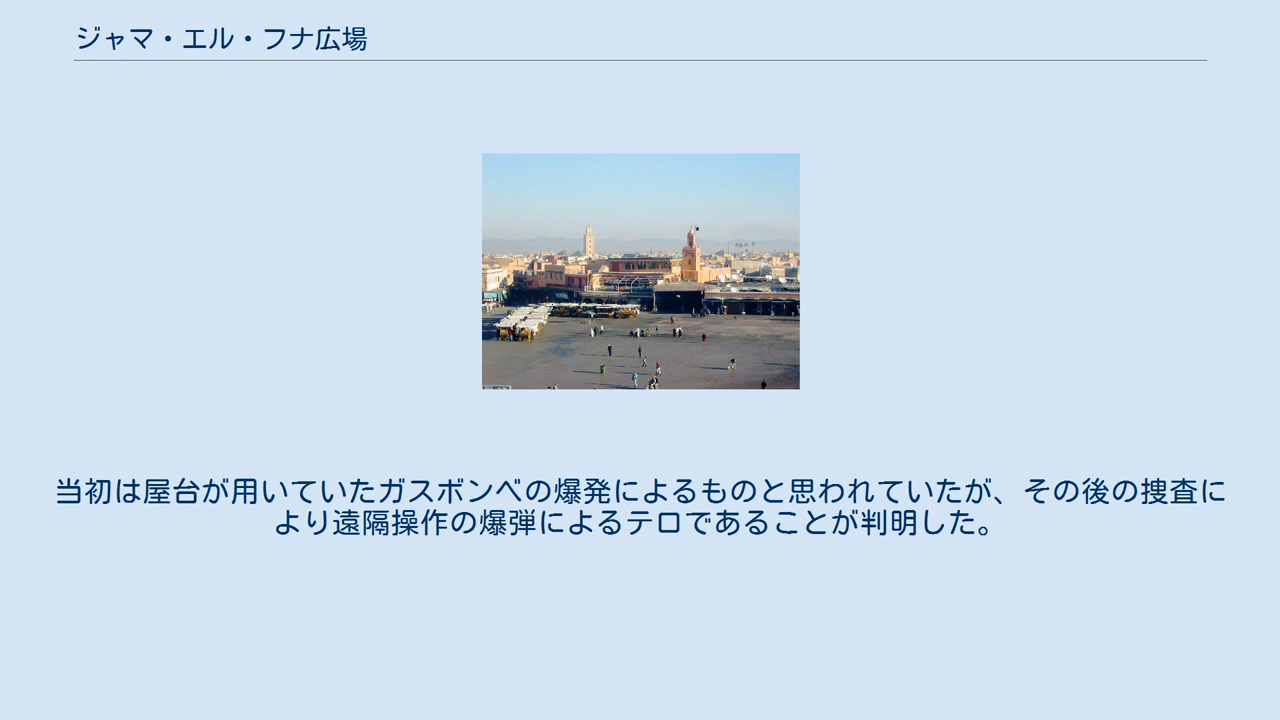 ジャマ・エル・フナ広場
当初は屋台が用いていたガスボンベの爆発によるものと思われていたが、その後の捜査に
より遠隔操作の爆弾によるテロであることが判明した。